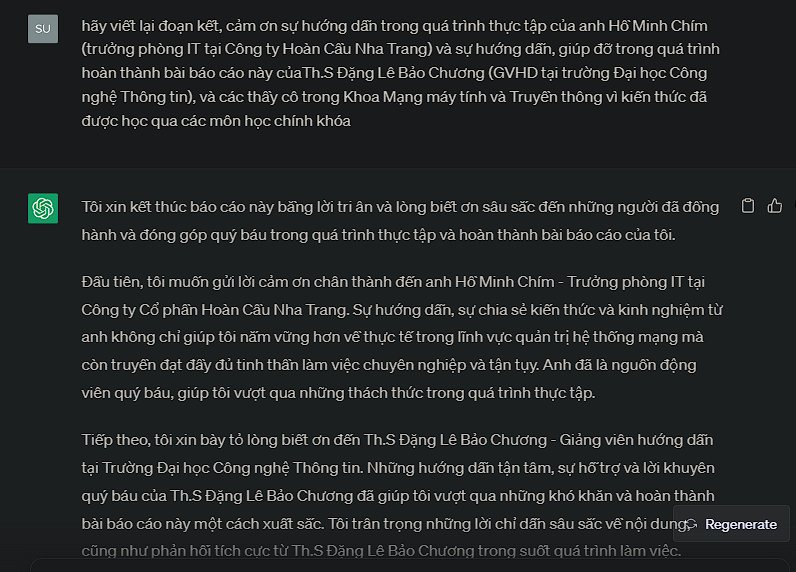 SU
hãy viết lại đoạn kết, cảm ơn sự hướng dẫn trong quá trình thực tập của anh Hồ Minh Chím
(trưởng phòng IT tại Công ty Hoàn Cầu Nha Trang) và sự hướng dẫn, giúp đỡ trong quá trình
hoàn thành bài báo cáo này củaTh.S Đặng Lê Bảo Chương (GVHD tại trường Đại học Công
nghệ Thông tin), và các thầy cô trong Khoa Mạng máy tính và Truyền thông vì kiến thức đã
được học qua các môn học chính khóa
Tôi xin kết thúc báo cáo này bằng lời tri ân và lòng biết ơn sâu sắc đến những người đã đồng
hành và đóng góp quý báu trong quá trình thực tập và hoàn thành bài báo cáo của tôi.
Đầu tiên, tôi muốn gửi lời cảm ơn chân thành đến anh Hồ Minh Chím - Trưởng phòng IT tại
Công ty Cổ phần Hoàn Cầu Nha Trang. Sự hướng dẫn, sự chia sẻ kiến thức và kinh nghiệm từ
anh không chỉ giúp tôi nắm vững hơn về thực tế trong lĩnh vực quản trị hệ thống mạng mà
còn truyền đạt đầy đủ tinh thần làm việc chuyên nghiệp và tận tụy. Anh đã là nguồn động
viên quý báu, giúp tôi vượt qua những thách thức trong quá trình thực tập.
Tiếp theo, tôi xin bày tỏ lòng biết ơn đến Th.S Đặng Lê Bảo Chương - Giảng viên hướng dẫn
tại Trường Đại học Công nghệ Thông tin. Những hướng dẫn tận tâm, sự hỗ trợ và lời khuyên
quý báu của Th.S Đặng Lê Bảo Chương đã giúp tôi vượt qua những khó khăn và hoàn thành
bài báo cáo này một cách xuất sắc. Tôi trân trọng những lời chỉ dẫn sâu sắc về nội dung,
Regenerate
cũng như phản hồi tích cực từ Th.S Đặng Lê Bảo Chương trong suốt quá trình làm việc.